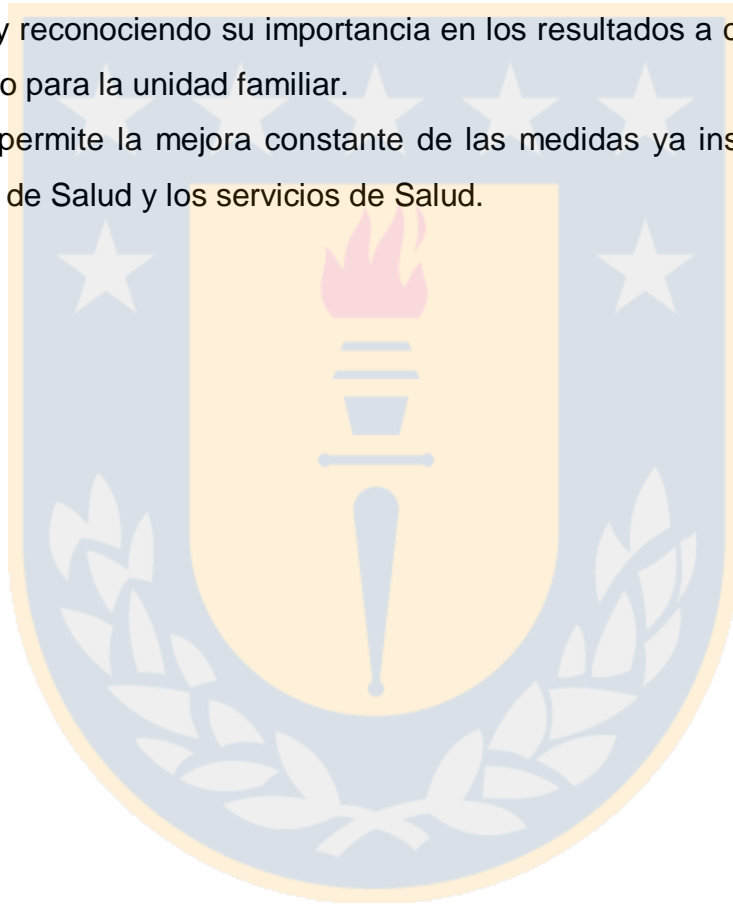 y reconociendo su importancia en los resultados a
o para la unidad familiar.
permite la mejora constante de las medidas ya
de Salud y los servicios de Salud.